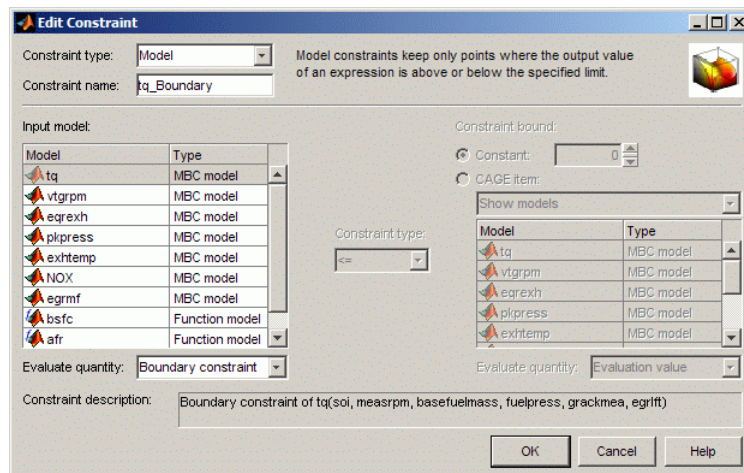 Edit Constraint
Constraint type: Model
Model constraints keep only points where the output value
of an expression is above or below the specified limit.
Constraint name: tq_Boundary
Input model:
Constraint bound:
Constant: 0
CAGE item:
Show models
Model Type
tq MBC model
vtgrpm MBC model
eqrexh MBC model
pkpress MBC model
exhtemp MBC model
NOX MBC model
egrmf MBC model
bsfc Function model
afr Function model
Constraint type:
<=
Model Type
tq MBC model
vtgrpm MBC model
eqrexh MBC model
pkpress MBC model
exhtemp MBC model
Evaluate quantity: Boundary constraint
Evaluate quantity: Evaluation value
Constraint description: Boundary constraint of tq(soi, measrpm, basefuelmass, fuelpress, grackmea, egrlft)
OK Cancel Help